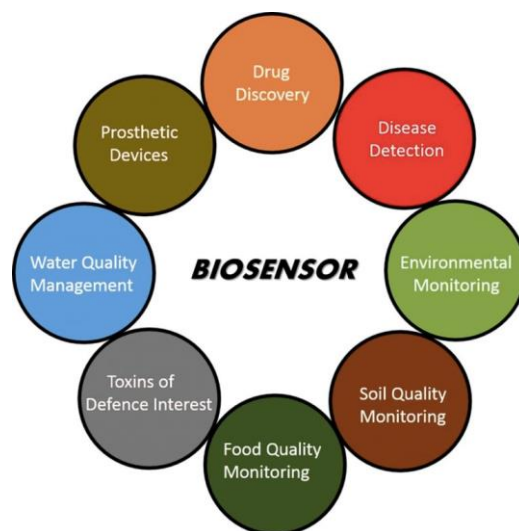 Drug
Discovery
Disease
Detection
Environmental
Monitoring
Soil Quality
Monitoring
Food Quality
Monitoring
Toxins of
Defence Interest
Water Quality
Management
Prosthetic
Devices
BIOSENSOR